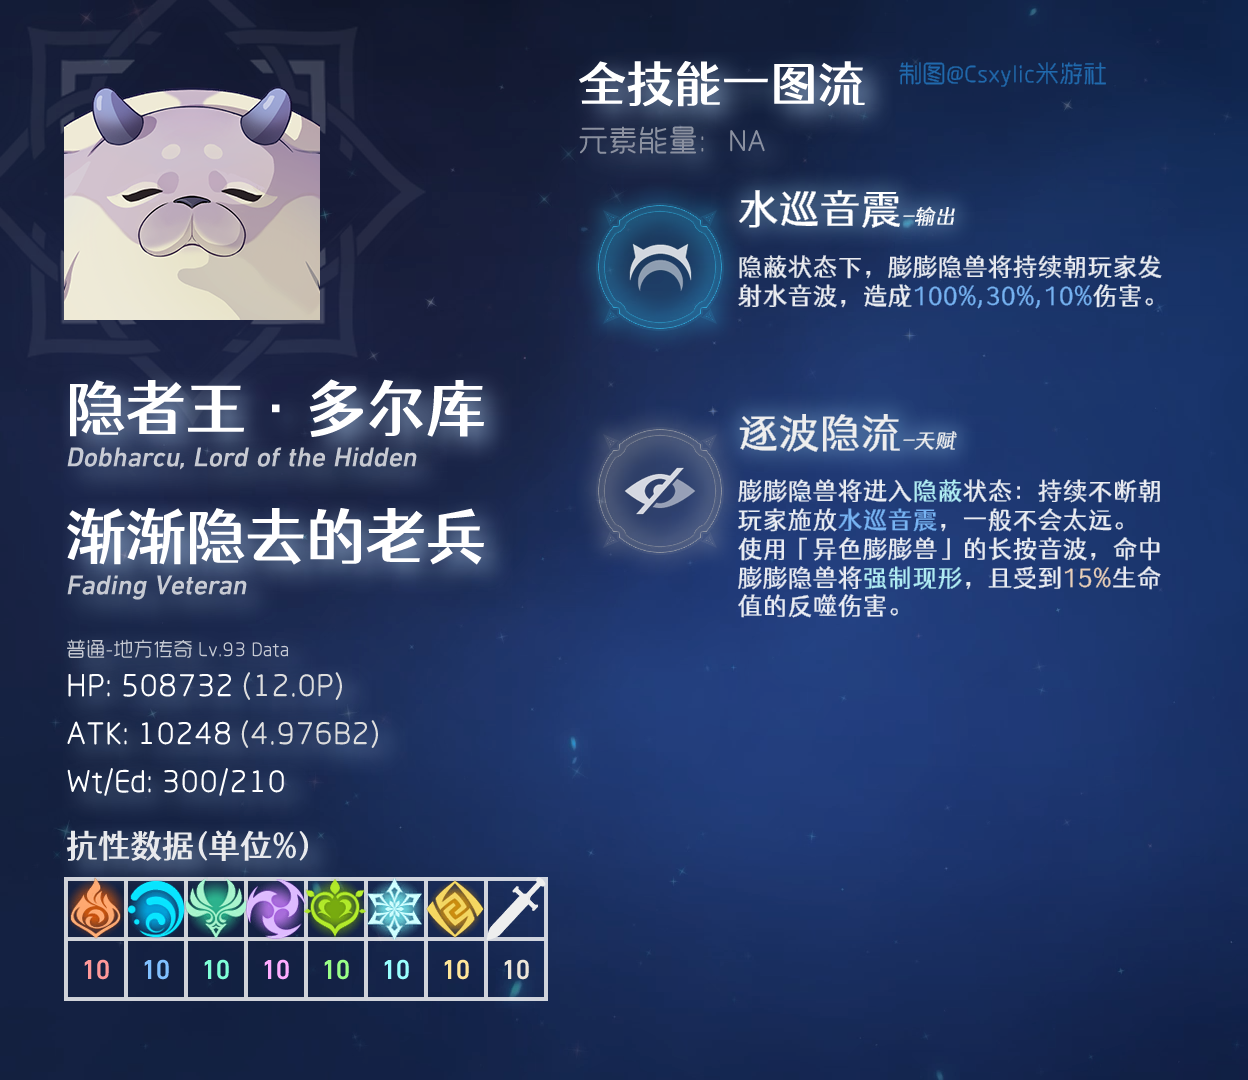 全技能一图流
制图@Csxylic米游社
元素能量： NA
水巡音震–输出
隐蔽状态下，膨膨隐兽将持续朝玩家发
射水音波，造成100%,30%,10%伤害。
逐波隐流–天赋
膨膨隐兽将进入隐蔽状态：持续不断朝
玩家施放水巡音震，一般不会太远。
使用「异色膨膨兽」的长按音波，命中
膨膨隐兽将强制现形，且受到15%生命
值的反噬伤害。
隐者王·多尔库
Dobharcu, Lord of the Hidden
渐渐隐去的老兵
Fading Veteran
普通-地方传奇 Lv.93 Data
HP: 508732 (12.0P)
ATK: 10248 (4.976B2)
Wt/Ed: 300/210
抗性数据(单位%)
10 10 10 10 10 10 10 10